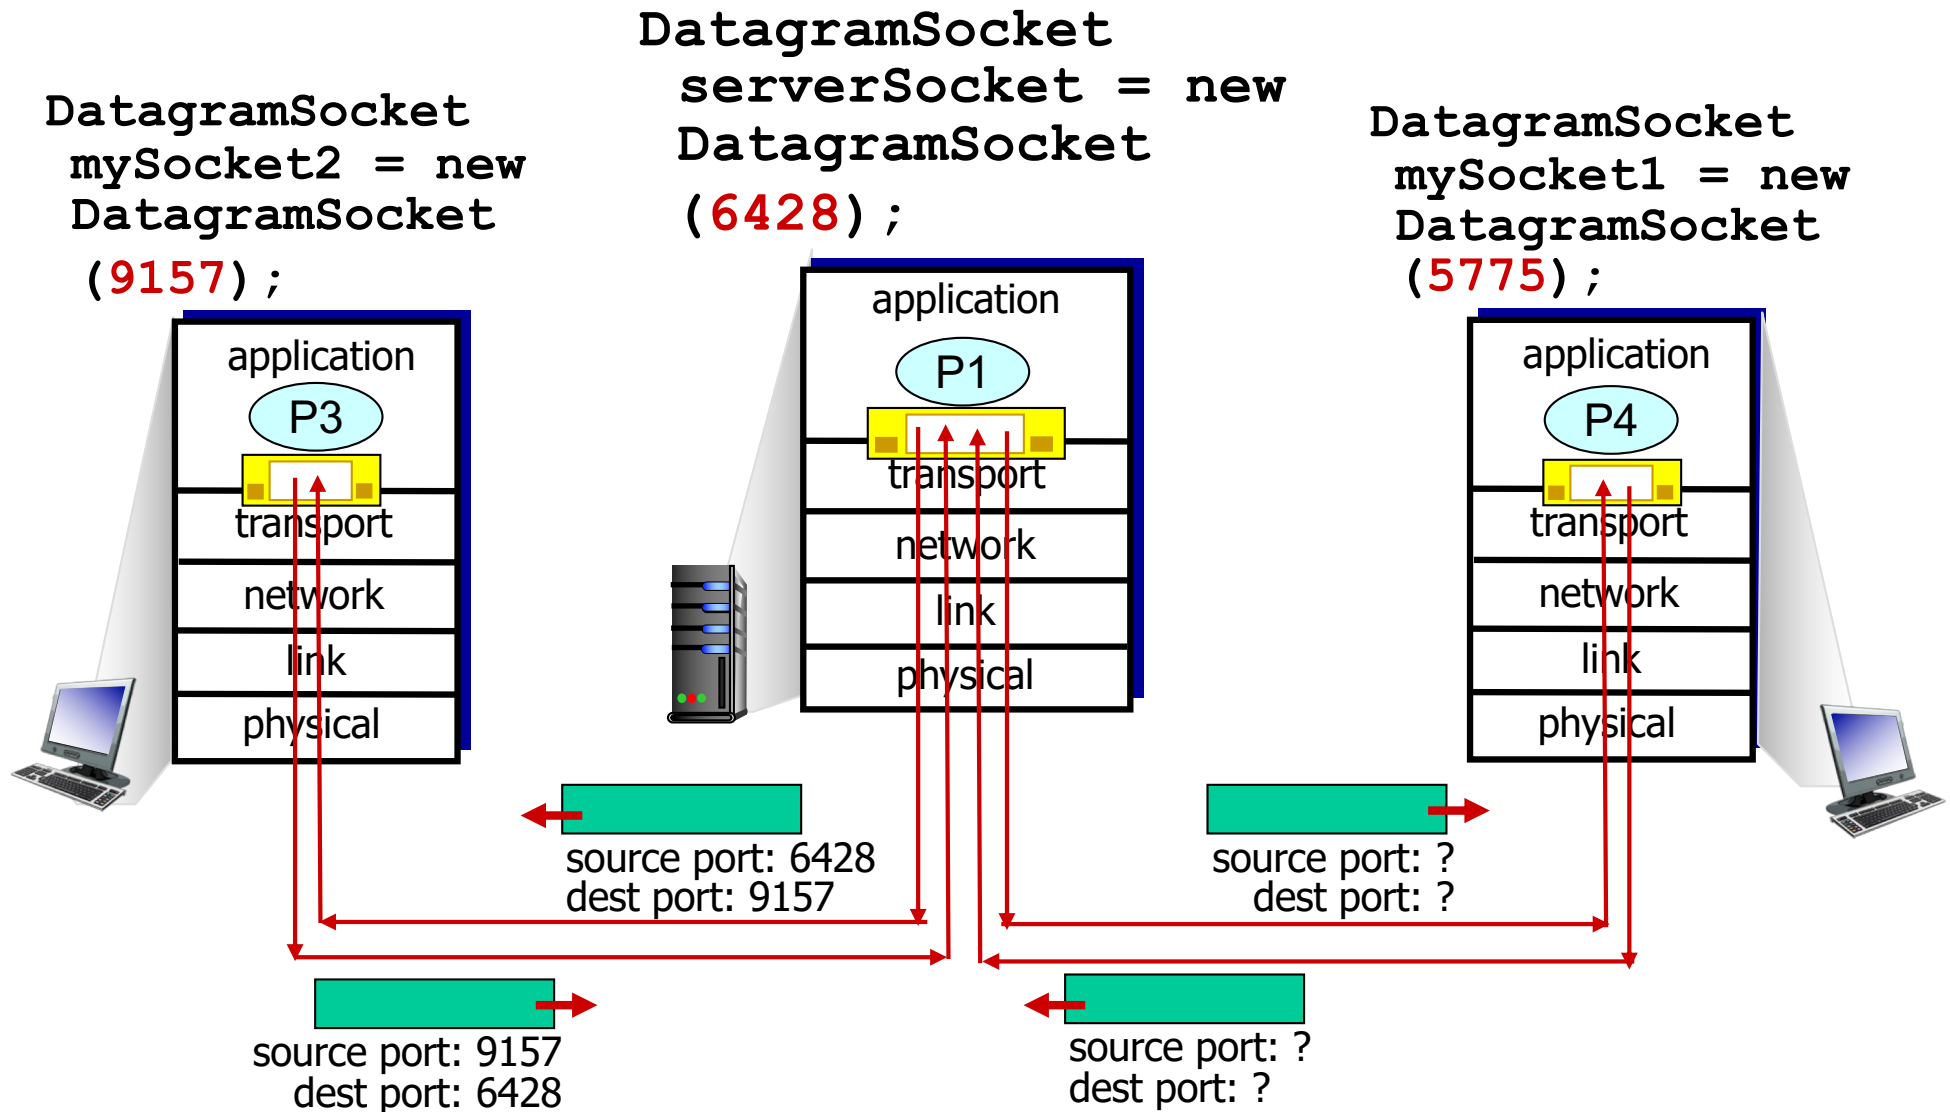 DatagramSocket
mySocket2 = new
DatagramSocket
(9157);
DatagramSocket
serverSocket = new
DatagramSocket
(6428);
DatagramSocket
mySocket1 = new
DatagramSocket
(5775);
application
P3
transport
network
link
physical
application
P1
transport
network
link
physical
application
P4
transport
network
link
physical
source port: 6428
dest port: 9157
source port: ?
dest port: ?
source port: 9157
dest port: 6428
source port: ?
dest port: ?